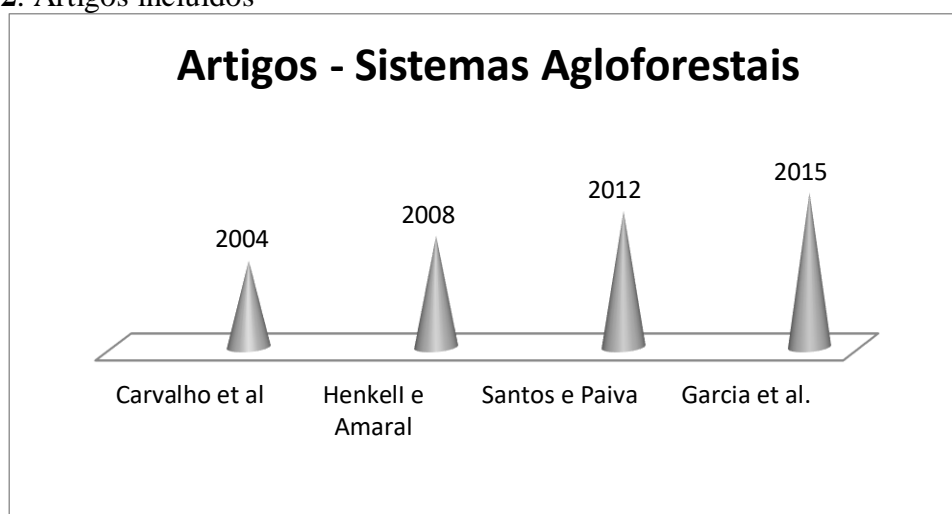 2. Artigos incluídos
Artigos - Sistemas Agloforestais
2004
2008
2012
2015
Carvalho et al
Henkell e
Amaral
Santos e Paiva
Garcia et al.